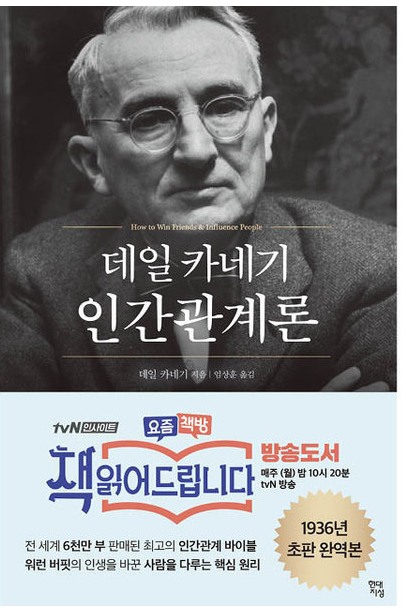 How to Win Friends & Influence People
데일 카네기
인간관계론
데일 카네기 지음 | 임상훈 옮김
tvN 인사이트
요즘 책방
책 읽어드립니다
방송도서
매주 (월) 밤 10시 20분
tvN 방송
1936년
초판 완역본
전 세계 6천만 부 판매된 최고의 인간관계 바이블
워런 버핏의 인생을 바꾼 사람을 다루는 핵심 원리
현대
지성